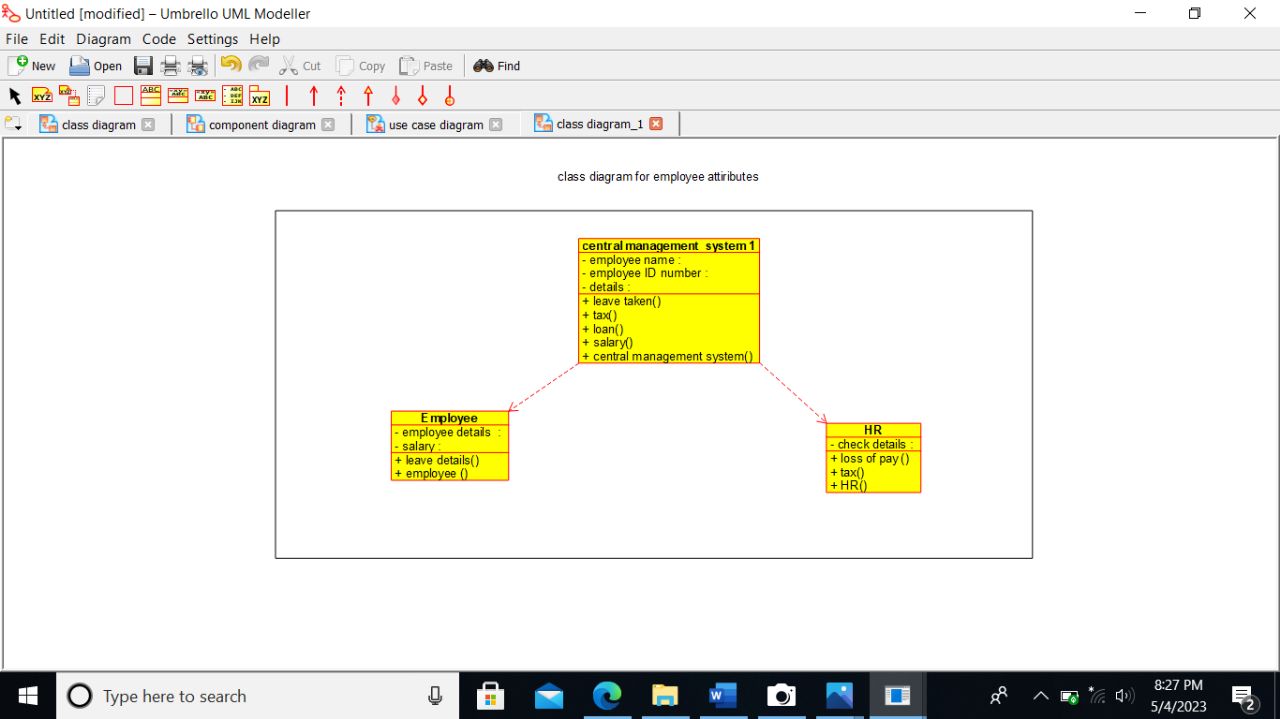 Untitled [modified] – Umbrello UML Modeller
File Edit Diagram Code Settings Help
New Open Cut Copy Paste Find
XYZ ABC XYZ ABC ABC DEF IJK XYZ
class diagram component diagram use case diagram class diagram_1
class diagram for employee attiributes
central management system 1
- employee name :
- employee ID number :
- details :
+ leave taken()
+ tax()
+ loan()
+ salary()
+ central management system()
Employee
- employee details :
- salary :
+ leave details()
+ employee ()
HR
- check details :
+ loss of pay ()
+ tax()
+ HR()
Type here to search
W
8:27 PM
5/4/2023
2